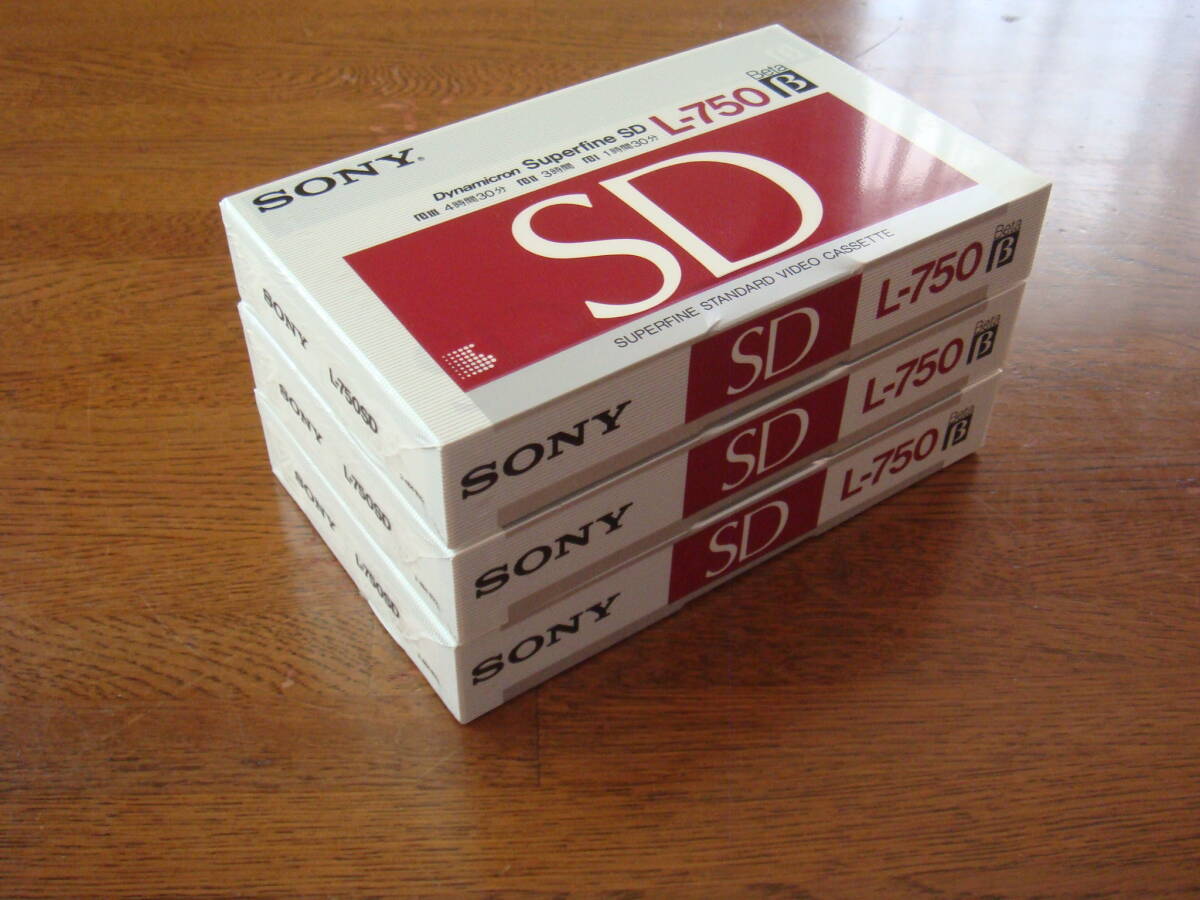 SONY
Dynamicron Superfine SD L-750 Beta β
βIII 4時間30分 βII 3時間 βI 1時間30分
SD
SUPERFINE STANDARD VIDEO CASSETTE
SONY L-750SD
SONY SD L-750 Beta β
SONY L-750SD
SONY SD L-750 Beta β
SONY L-750SD
SONY SD L-750 Beta β